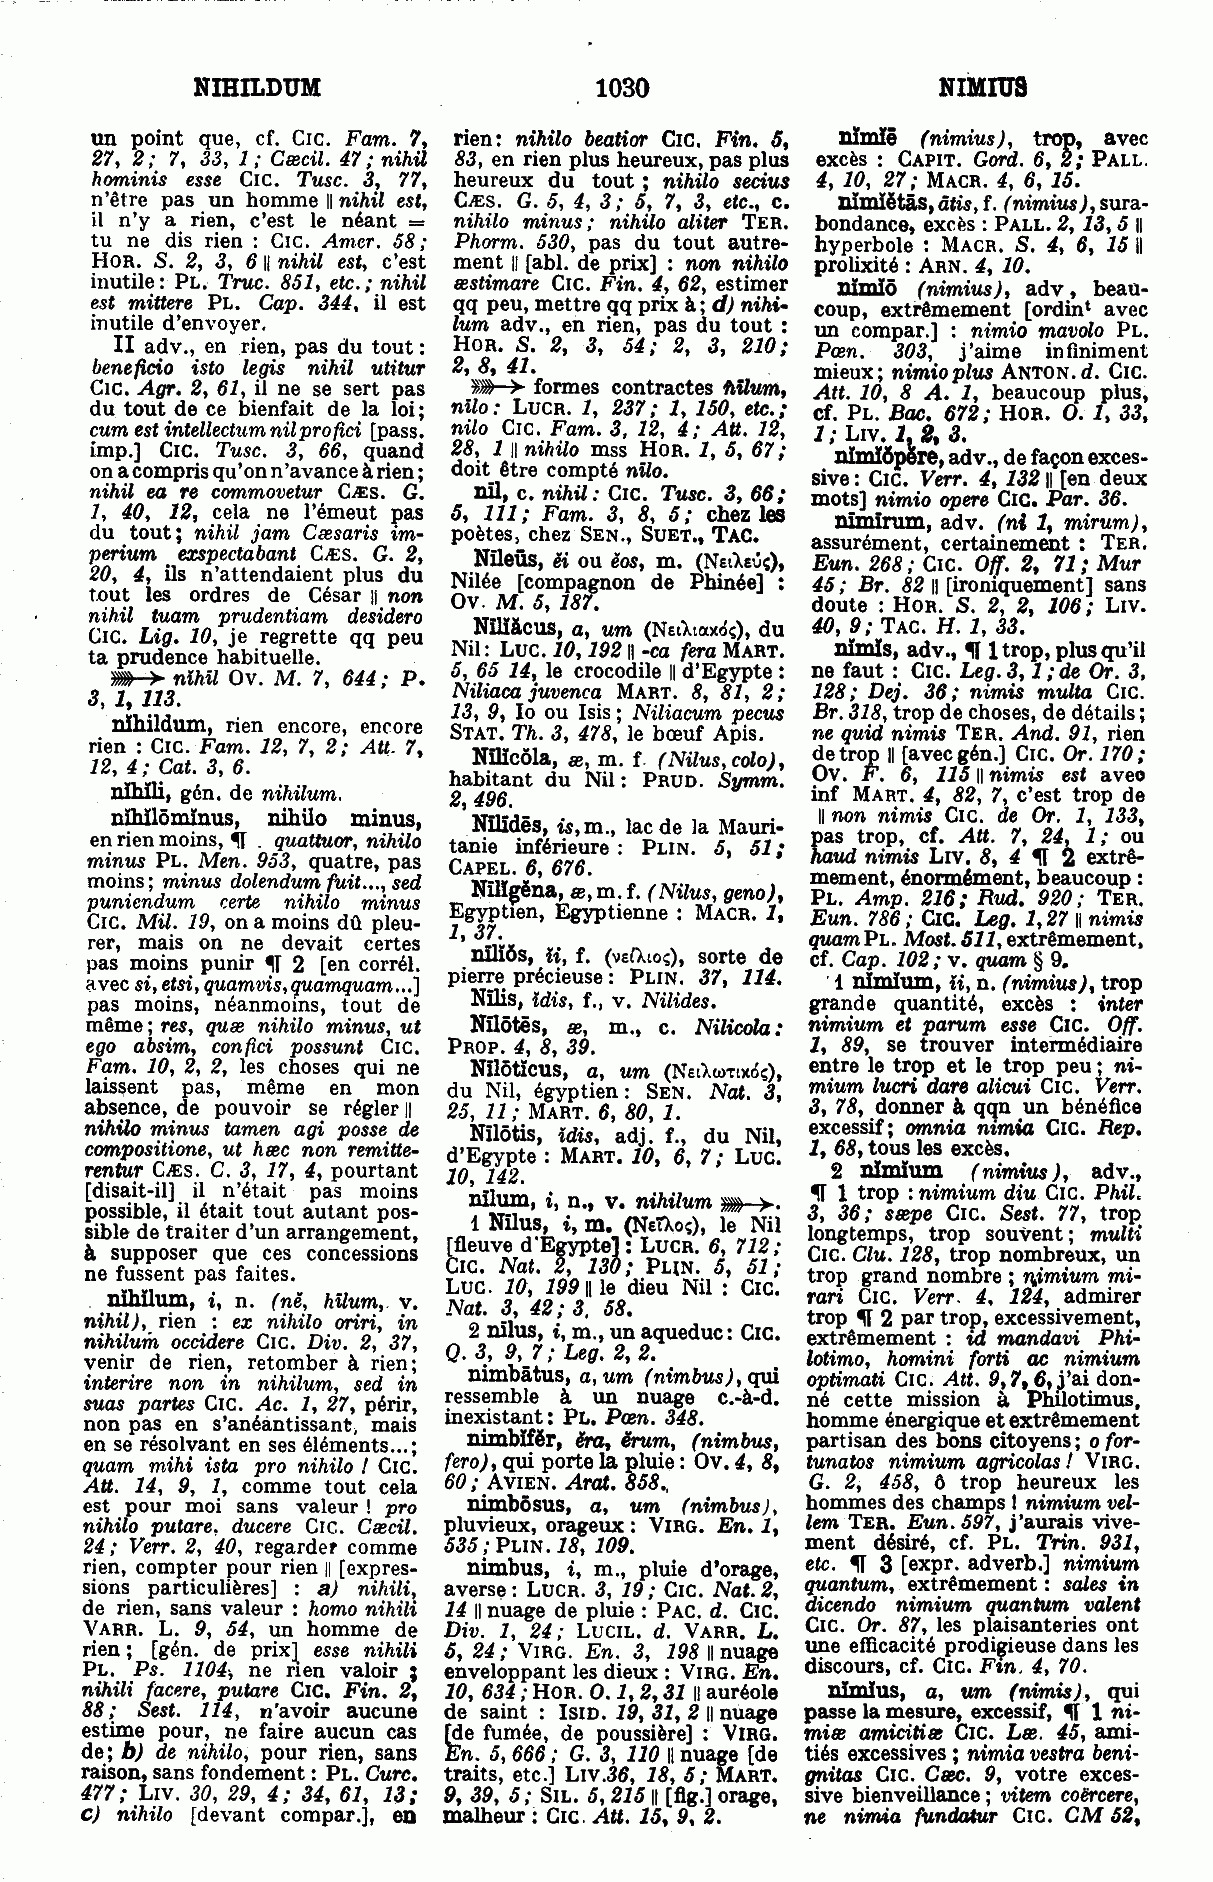 NIHILDUM 1030 NIMIUS
un point que, cf. CIC. Fam. 7,
27, 2; 7, 33, 1; Cæcil. 47; nihil
hominis esse CIC. Tusc. 3, 77,
n'être pas un homme || nihil est,
il n'y a rien, c'est le néant =
tu ne dis rien : CIC. Amer. 58;
HOR. S. 2, 3, 6 || nihil est, c'est
inutile : PL. Truc. 851, etc.; nihil
est mittere PL. Cap. 344, il est
inutile d'envoyer.
II adv., en rien, pas du tout :
beneficio isto legis nihil utitur
CIC. Agr. 2, 61, il ne se sert pas
du tout de ce bienfait de la loi;
cum est intellectum nil profici [pass.
imp.] CIC. Tusc. 3, 66, quand
on a compris qu'on n'avance à rien;
nihil ea re commovetur CÆS. G.
1, 40, 12, cela ne l'émeut pas
du tout; nihil jam Cæsaris im-
perium exspectabant CÆS. G. 2,
20, 4, ils n'attendaient plus du
tout les ordres de César || non
nihil tuam prudentiam desidero
CIC. Lig. 10, je regrette qq peu
ta prudence habituelle.
⟫→ nihil OV. M. 7, 644; P.
3, 1, 113.
nĭhildum, rien encore, encore
rien : CIC. Fam. 12, 7, 2; Att. 7,
12, 4; Cat. 3, 6.
nĭhĭli, gén. de nihilum.
nĭhĭlōmĭnus, nihilo minus,
en rien moins, ¶ . quattuor, nihilo
minus PL. Men. 953, quatre, pas
moins; minus dolendum fuit..., sed
puniendum certe nihilo minus
CIC. Mil. 19, on a moins dû pleu-
rer, mais on ne devait certes
pas moins punir ¶ 2 [en corrél.
avec si, etsi, quamvis, quamquam...]
pas moins, néanmoins, tout de
même; res, quæ nihilo minus, ut
ego absim, confici possunt CIC.
Fam. 10, 2, 2, les choses qui ne
laissent pas, même en mon
absence, de pouvoir se régler ||
nihilo minus tamen agi posse de
compositione, ut hæc non remitte-
rentur CÆS. C. 3, 17, 4, pourtant
[disait-il] il n'était pas moins
possible, il était tout autant pos-
sible de traiter d'un arrangement,
à supposer que ces concessions
ne fussent pas faites.
nĭhĭlum, i, n. (nĕ, hīlum, v.
nihil), rien : ex nihilo oriri, in
nihilum occidere CIC. Div. 2, 37,
venir de rien, retomber à rien;
interire non in nihilum, sed in
suas partes CIC. Ac. 1, 27, périr,
non pas en s'anéantissant, mais
en se résolvant en ses éléments...;
quam mihi ista pro nihilo ! CIC.
Att. 14, 9, 1, comme tout cela
est pour moi sans valeur ! pro
nihilo putare, ducere CIC. Cæcil.
24; Verr. 2, 40, regarder comme
rien, compter pour rien || [expres-
sions particulières] : a) nihili,
de rien, sans valeur : homo nihili
VARR. L. 9, 54, un homme de
rien; [gén. de prix] esse nihili
PL. Ps. 1104, ne rien valoir ;
nihili facere, putare CIC. Fin. 2,
88; Sest. 114, n'avoir aucune
estime pour, ne faire aucun cas
de; b) de nihilo, pour rien, sans
raison, sans fondement : PL. Curc.
477; LIV. 30, 29, 4; 34, 61, 13;
c) nihilo [devant compar.], en
rien : nihilo beatior CIC. Fin. 5,
83, en rien plus heureux, pas plus
heureux du tout ; nihilo secius
CÆS. G. 5, 4, 3; 5, 7, 3, etc., c.
nihilo minus; nihilo aliter TER.
Phorm. 530, pas du tout autre-
ment || [abl. de prix] : non nihilo
æstimare CIC. Fin. 4, 62, estimer
qq peu, mettre qq prix à; d) nihi-
lum adv., en rien, pas du tout :
HOR. S. 2, 3, 54; 2, 3, 210;
2, 8, 41.
⟫→ formes contractes nīlum,
nīlo : LUCR. 1, 237; 1, 150, etc.;
nilo CIC. Fam. 3, 12, 4; Att. 12,
28, 1 || nihilo mss HOR. 1, 5, 67;
doit être compté nīlo.
nīl, c. nihil : CIC. Tusc. 3, 66;
5, 111; Fam. 3, 8, 5; chez les
poètes, chez SEN., SUET., TAC.
Nīleūs, ĕi ou ĕos, m. (Νειλεύς),
Nilée [compagnon de Phinée] :
OV. M. 5, 187.
Nīlĭăcus, a, um (Νειλιακός), du
Nil : LUC. 10, 192 || -ca fera MART.
5, 65 14, le crocodile || d'Egypte :
Niliaca juvenca MART. 8, 81, 2;
13, 9, Io ou Isis; Niliacum pecus
STAT. Th. 3, 478, le bœuf Apis.
Nīlĭcŏla, æ, m. f. (Nilus, colo),
habitant du Nil : PRUD. Symm.
2, 496.
Nīlĭdēs, is, m., lac de la Mauri-
tanie inférieure : PLIN. 5, 51;
CAPEL. 6, 676.
Nīlĭgĕna, æ, m. f. (Nilus, geno),
Egyptien, Egyptienne : MACR. 1,
1, 37.
nīlĭŏs, ĭi, f. (νείλιος), sorte de
pierre précieuse : PLIN. 37, 114.
Nīlis, ĭdis, f., v. Nilides.
Nīlōtēs, æ, m., c. Nilicola :
PROP. 4, 8, 39.
Nīlōtĭcus, a, um (Νειλωτικός),
du Nil, égyptien : SEN. Nat. 3,
25, 11; MART. 6, 80, 1.
Nīlōtis, ĭdis, adj. f., du Nil,
d'Egypte : MART. 10, 6, 7; LUC.
10, 142.
nīlum, i, n., v. nihilum ⟫→.
1 Nīlus, i, m. (Νεῖλος), le Nil
[fleuve d'Egypte] : LUCR. 6, 712;
CIC. Nat. 2, 130; PLIN. 5, 51;
LUC. 10, 199 || le dieu Nil : CIC.
Nat. 3, 42; 3, 58.
2 nīlus, i, m., un aqueduc : CIC.
Q. 3, 9, 7; Leg. 2, 2.
nimbātus, a, um (nimbus), qui
ressemble à un nuage c.-à-d.
inexistant : PL. Pœn. 348.
nimbĭfĕr, ĕra, ĕrum, (nimbus,
fero), qui porte la pluie : OV. 4, 8,
60; AVIEN. Arat. 858.
nimbōsus, a, um (nimbus),
pluvieux, orageux : VIRG. En. 1,
535; PLIN. 18, 109.
nimbus, i, m., pluie d'orage,
averse : LUCR. 3, 19; CIC. Nat. 2,
14 || nuage de pluie : PAC. d. CIC.
Div. 1, 24; LUCIL. d. VARR. L.
5, 24; VIRG. En. 3, 198 || nuage
enveloppant les dieux : VIRG. En.
10, 634; HOR. O. 1, 2, 31 || auréole
de saint : ISID. 19, 31, 2 || nuage
[de fumée, de poussière] : VIRG.
En. 5, 666; G. 3, 110 || nuage [de
traits, etc.] LIV. 36, 18, 5; MART.
9, 39, 5; SIL. 5, 215 || [fig.] orage,
malheur : CIC. Att. 15, 9, 2.
nĭmĭē (nimius), trop, avec
excès : CAPIT. Gord. 6, 2; PALL.
4, 10, 27; MACR. 4, 6, 15.
nĭmĭĕtās, ātis, f. (nimius), sura-
bondance, excès : PALL. 2, 13, 5 ||
hyperbole : MACR. S. 4, 6, 15 ||
prolixité : ARN. 4, 10.
nĭmĭō (nimius), adv., beau-
coup, extrêmement [ordinᵗ avec
un compar.] : nimio mavolo PL.
Pœn. 303, j'aime infiniment
mieux; nimio plus ANTON. d. CIC.
Att. 10, 8 A. 1, beaucoup plus,
cf. PL. Bac. 672; HOR. O. 1, 33,
1; LIV. 1, 2, 3.
nĭmĭŏpĕre, adv., de façon exces-
sive : CIC. Verr. 4, 132 || [en deux
mots] nimio opere CIC. Par. 36.
nīmīrum, adv. (ni 1, mirum),
assurément, certainement : TER.
Eun. 268; CIC. Off. 2, 71; Mur
45; Br. 82 || [ironiquement] sans
doute : HOR. S. 2, 2, 106; LIV.
40, 9; TAC. H. 1, 33.
nĭmĭs, adv., ¶ 1 trop, plus qu'il
ne faut : CIC. Leg. 3, 1; de Or. 3,
128; Dej. 36; nimis multa CIC.
Br. 318, trop de choses, de détails;
ne quid nimis TER. And. 91, rien
de trop || [avec gén.] CIC. Or. 170;
OV. F. 6, 115 || nimis est avec
inf MART. 4, 82, 7, c'est trop de
|| non nimis CIC. de Or. 1, 133,
pas trop, cf. Att. 7, 24, 1; ou
haud nimis LIV. 8, 4 ¶ 2 extrê-
mement, énormément, beaucoup :
PL. Amp. 216; Rud. 920; TER.
Eun. 786; CIC. Leg. 1, 27 || nimis
quam PL. Most. 511, extrêmement,
cf. Cap. 102; v. quam § 9.
1 nĭmĭum, ĭi, n. (nimius), trop
grande quantité, excès : inter
nimium et parum esse CIC. Off.
1, 89, se trouver intermédiaire
entre le trop et le trop peu; ni-
mium lucri dare alicui CIC. Verr.
3, 78, donner à qqn un bénéfice
excessif; omnia nimia CIC. Rep.
1, 68, tous les excès.
2 nĭmĭum (nimius), adv.,
¶ 1 trop : nimium diu CIC. Phil.
3, 36; sæpe CIC. Sest. 77, trop
longtemps, trop souvent; multi
CIC. Clu. 128, trop nombreux, un
trop grand nombre; nimium mi-
rari CIC. Verr. 4, 124, admirer
trop ¶ 2 par trop, excessivement,
extrêmement : id mandavi Phi-
lotimo, homini forti ac nimium
optimati CIC. Att. 9, 7, 6, j'ai don-
né cette mission à Philotimus,
homme énergique et extrêmement
partisan des bons citoyens; o for-
tunatos nimium agricolas ! VIRG.
G. 2, 458, ô trop heureux les
hommes des champs ! nimium vel-
lem TER. Eun. 597, j'aurais vive-
ment désiré, cf. PL. Trin. 931,
etc. ¶ 3 [expr. adverb.] nimium
quantum, extrêmement : sales in
dicendo nimium quantum valent
CIC. Or. 87, les plaisanteries ont
une efficacité prodigieuse dans les
discours, cf. CIC. Fin. 4, 70.
nĭmĭus, a, um (nimis), qui
passe la mesure, excessif, ¶ 1 ni-
miæ amicitiæ CIC. Læ. 45, ami-
tiés excessives ; nimia vestra beni-
gnitas CIC. Cæc. 9, votre exces-
sive bienveillance; vitem coërcere,
ne nimia fundatur CIC. CM 52,